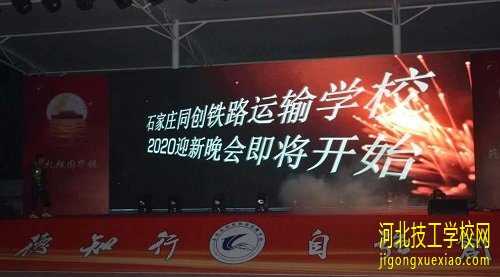 石家庄同创铁路运输学校
2020迎新晚会即将开始
知行
自
河北技工学校网
jigongxuexiao.com